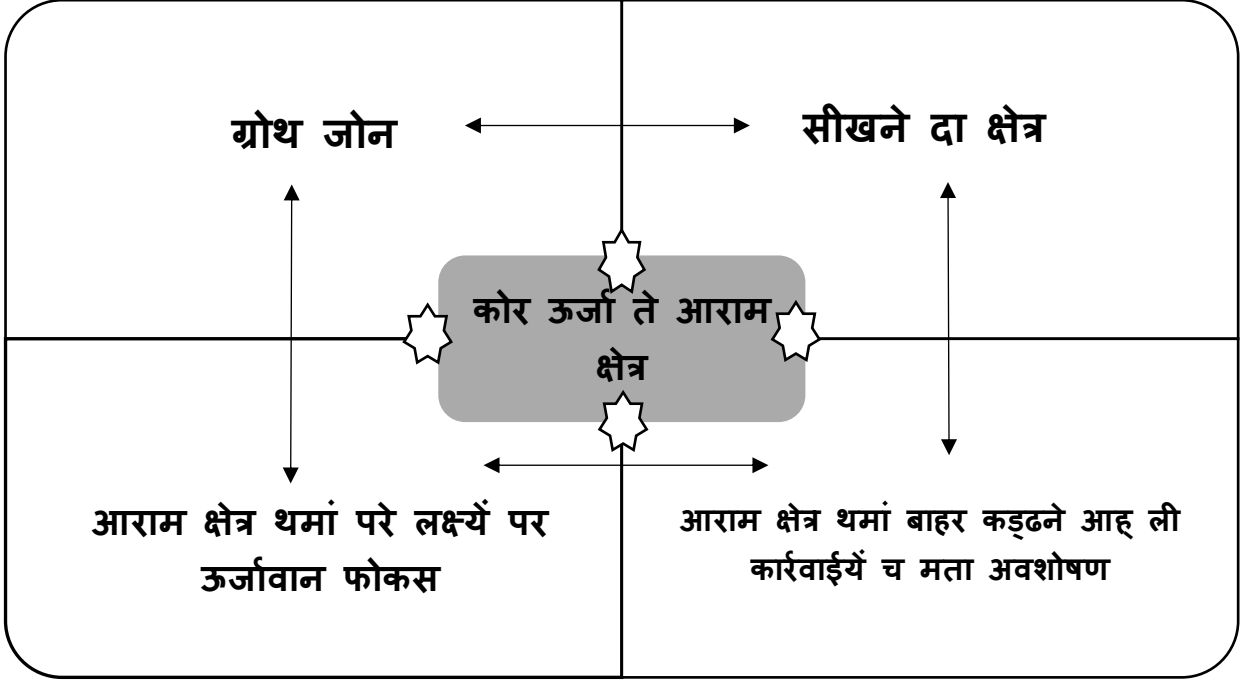 ग्रोथ जोन
सीखने दा क्षेत्र
कोर ऊर्जा ते आराम
क्षेत्र
आराम क्षेत्र थमां परे लक्ष्यें पर
ऊर्जावान फोकस
आराम क्षेत्र थमां बाहर कड्ढने आह् ली
कार्रवाईयें च मता अवशोषण